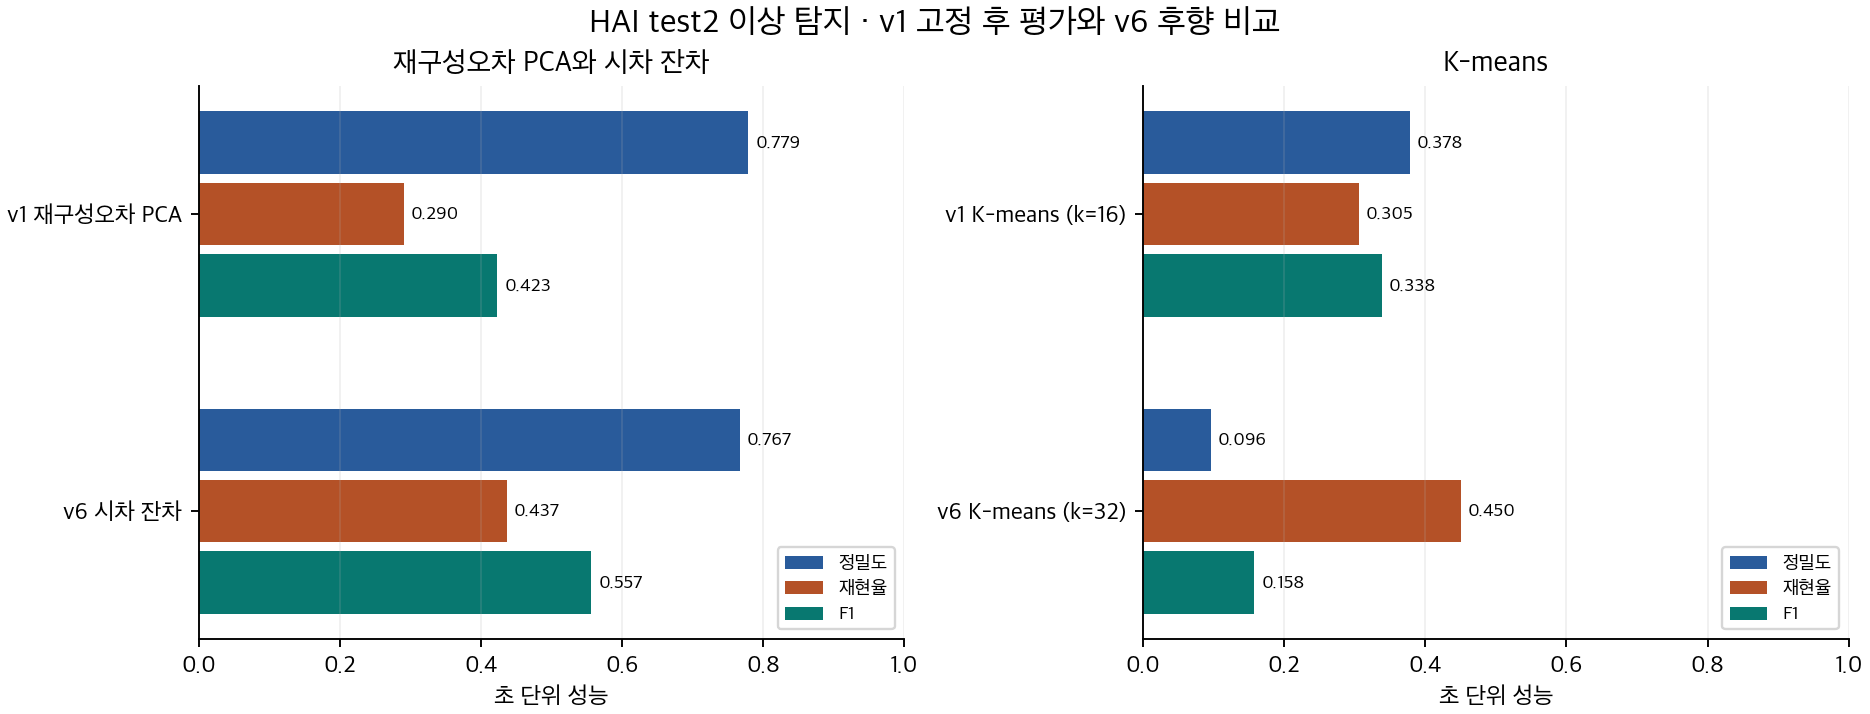 HAI test2 이상 탐지 · v1 고정 후 평가와 v6 후향 비교
재구성오차 PCA와 시차 잔차
v1 재구성오차 PCA
0.779
0.290
0.423
v6 시차 잔차
0.767
0.437
0.557
정밀도
재현율
F1
0.0 0.2 0.4 0.6 0.8 1.0
초 단위 성능
K-means
v1 K-means (k=16)
0.378
0.305
0.338
v6 K-means (k=32)
0.096
0.450
0.158
정밀도
재현율
F1
0.0 0.2 0.4 0.6 0.8 1.0
초 단위 성능